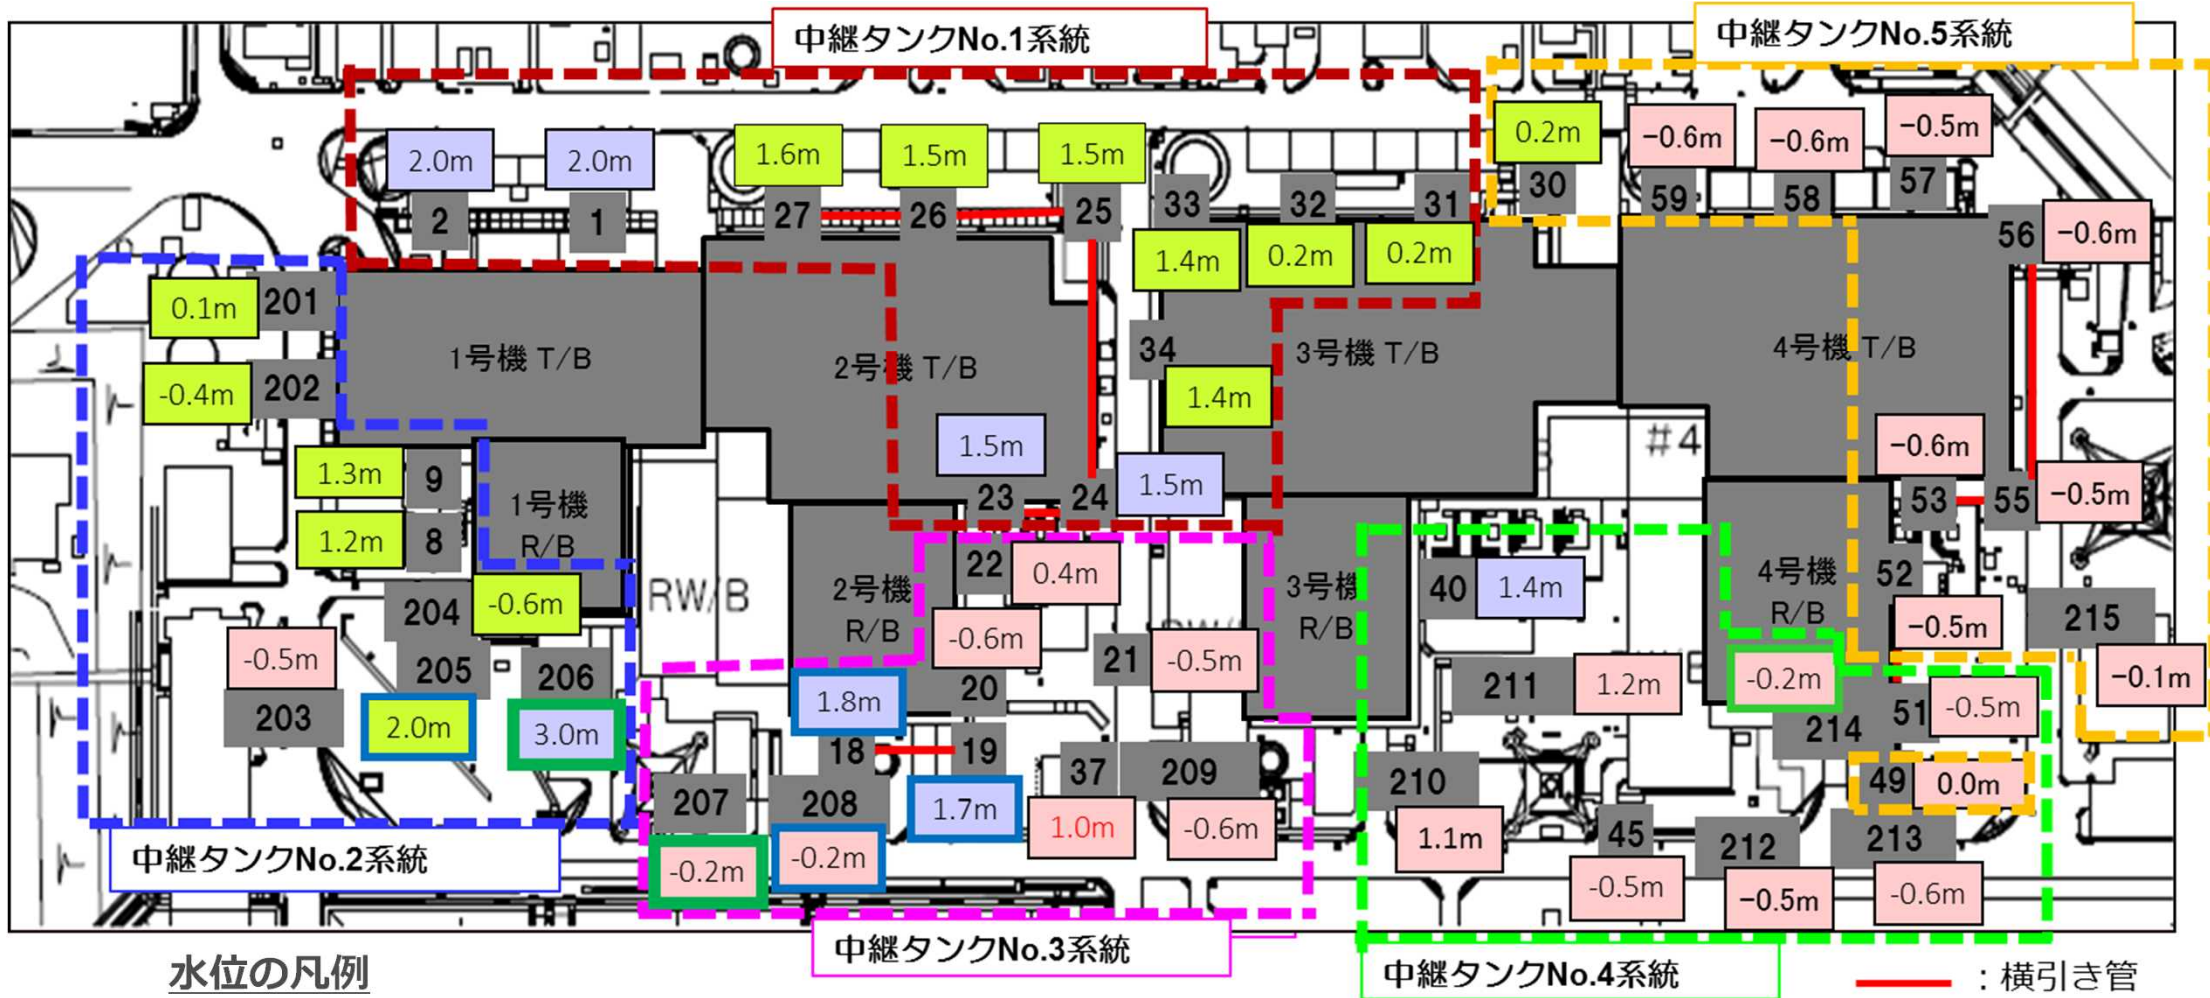 中継タンクNo.1系統
中継タンクNo.5系統
2.0m
2.0m
1.6m
1.5m
1.5m
0.2m
−0.6m
−0.6m
−0.5m
2
1
27
26
25
33
32
31
30
59
58
57
56
−0.6m
1.4m
0.2m
0.2m
0.1m
201
-0.4m
202
1号機 T/B
2号機 T/B
34
3号機 T/B
4号機 T/B
1.4m
1.3m
9
1.2m
8
1号機
R/B
1.5m
23
24
1.5m
#4
−0.6m
53
55
−0.5m
204
-0.6m
RW/B
2号機
R/B
22
0.4m
-0.6m
21
-0.5m
3号機
R/B
40
1.4m
4号機
R/B
52
−0.5m
215
−0.1m
-0.5m
203
205
206
2.0m
3.0m
1.8m
20
18
19
1.7m
211
1.2m
-0.2m
214
51
-0.5m
207
208
37
209
210
49
0.0m
-0.2m
-0.2m
1.0m
-0.6m
1.1m
45
212
213
-0.5m
−0.5m
-0.6m
中継タンクNo.2系統
中継タンクNo.3系統
中継タンクNo.4系統
水位の凡例
：横引き管